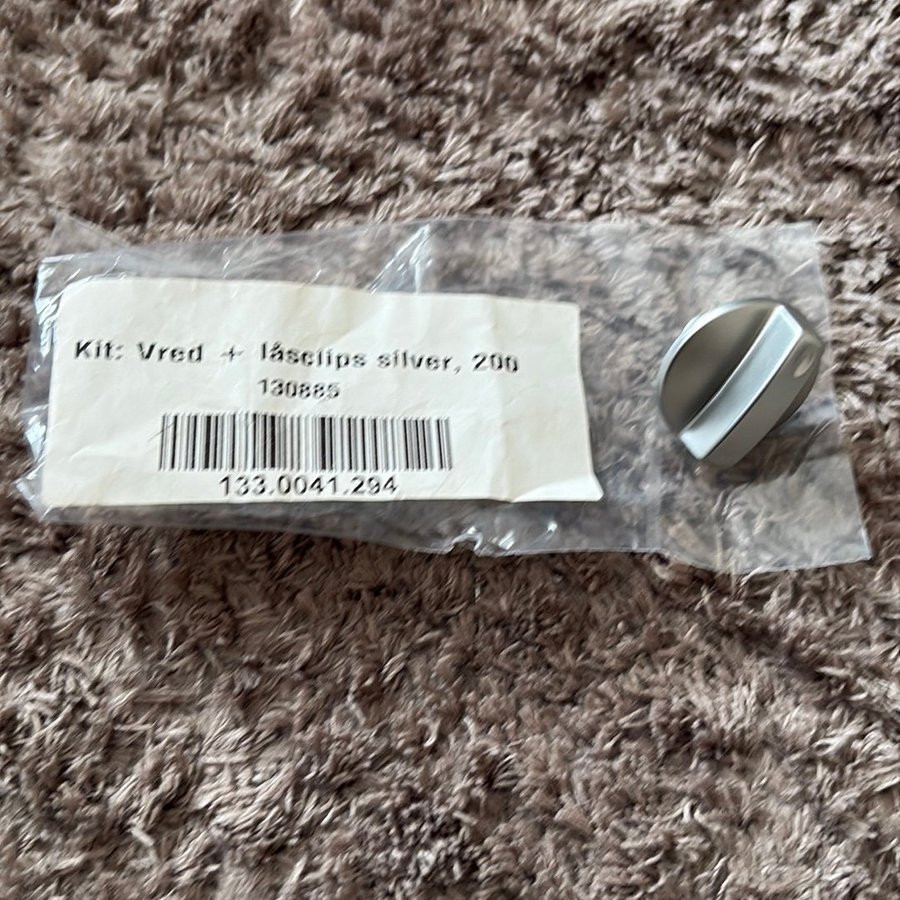 Kit: Vred + låsclips silver, 200
130885
133.0041.294